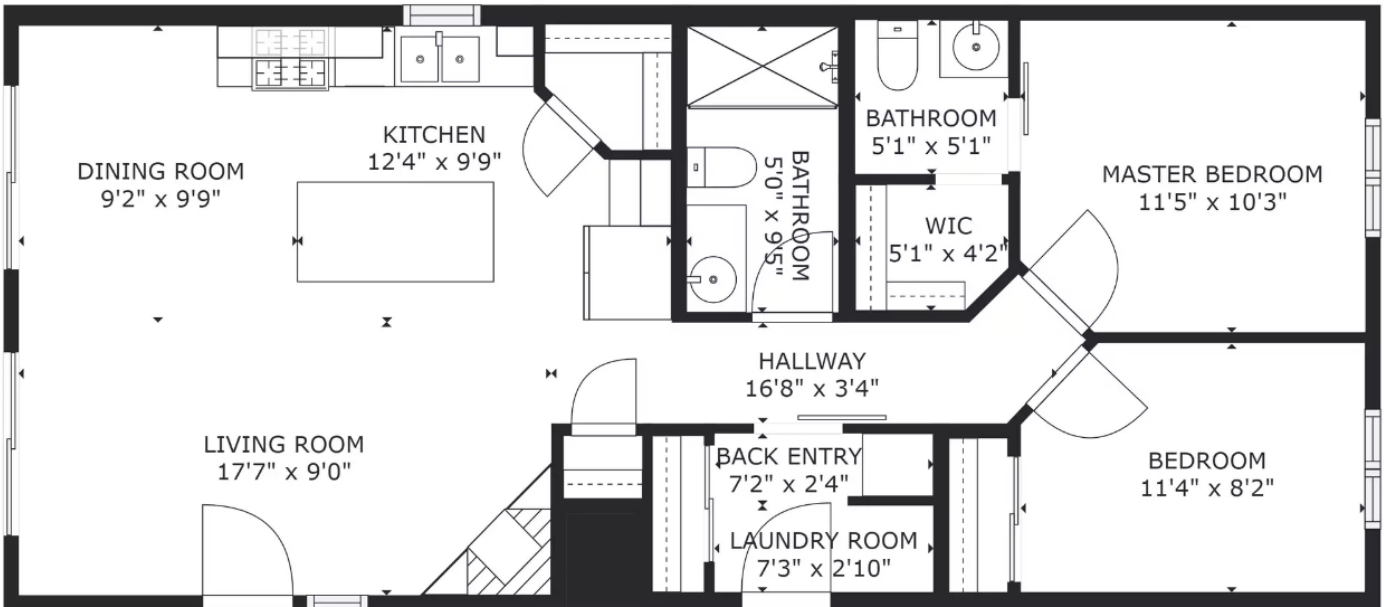 DINING ROOM
9'2" x 9'9"
KITCHEN
12'4" x 9'9"
BATHROOM
5'0" x 9'5"
BATHROOM
5'1" x 5'1"
WIC
5'1" x 4'2"
MASTER BEDROOM
11'5" x 10'3"
HALLWAY
16'8" x 3'4"
LIVING ROOM
17'7" x 9'0"
BACK ENTRY
7'2" x 2'4"
LAUNDRY ROOM
7'3" x 2'10"
BEDROOM
11'4" x 8'2"